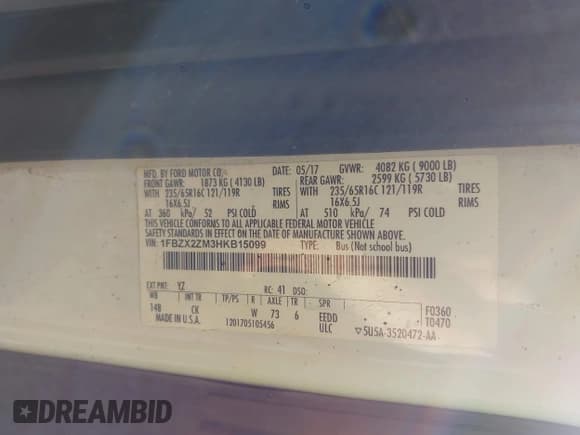 MFD. BY FORD MOTOR CO. DATE: 05/17 GVWR: 4082 KG ( 9000 LB)
FRONT GAWR: 1873 KG ( 4130 LB) REAR GAWR: 2599 KG ( 5730 LB)
WITH 235/65R16C 121/119R TIRES WITH 235/65R16C 121/119R TIRES
16X6.5J RIMS 16X6.5J RIMS
AT 360 kPa/ 52 PSI COLD AT 510 kPa/ 74 PSI COLD
THIS VEHICLE CONFORMS TO ALL APPLICABLE FEDERAL MOTOR VEHICLE
SAFETY STANDARDS IN EFFECT ON THE DATE OF MANUFACTURE SHOWN ABOVE.
VIN: 1FBZX2ZM3HKB15099 TYPE: Bus (Not school bus)
EXT PNT: YZ RC: 41 DSO:
WB INT TR TP/PS R AXLE TR SPR F0360
148 CK W 73 6 EEDD T0470
MADE IN U.S.A. 1201705105456 ULC ▽5U5A-3520472-AA
DREAMBID